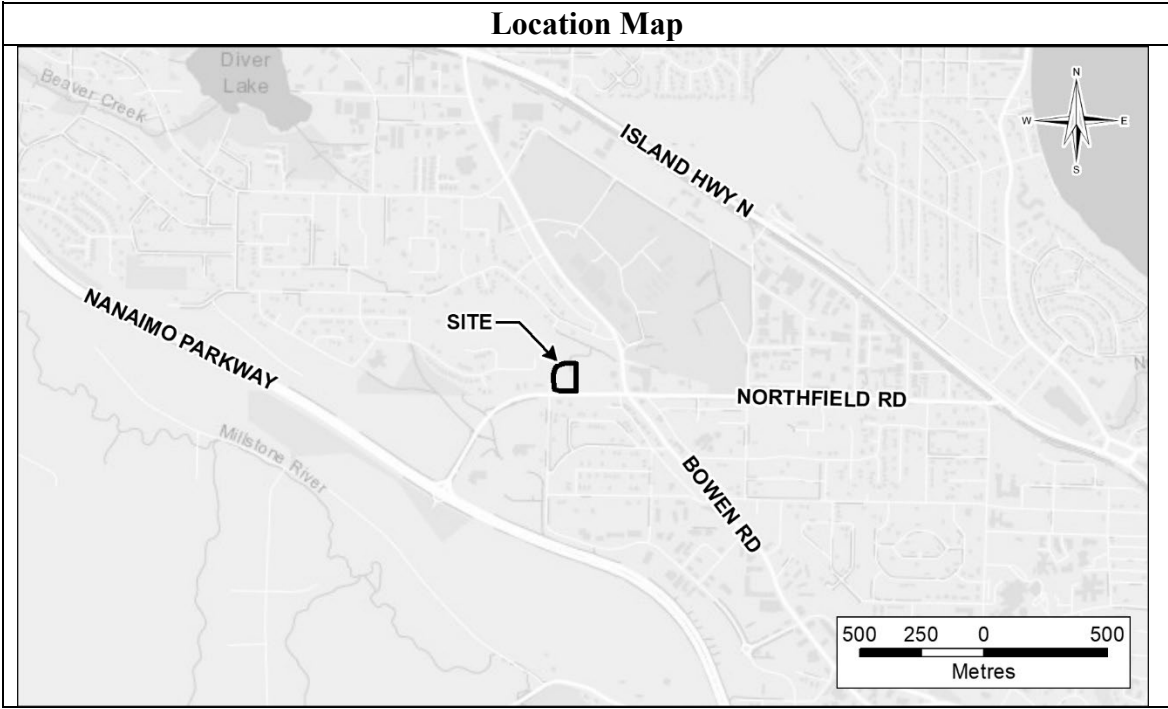 Location Map
Diver
Lake
Beaver Creek
N
W E
S
ISLAND HWY N
NANAIMO PARKWAY
SITE
NORTHFIELD RD
Millstone River
BOWEN RD
500 250 0 500
Metres